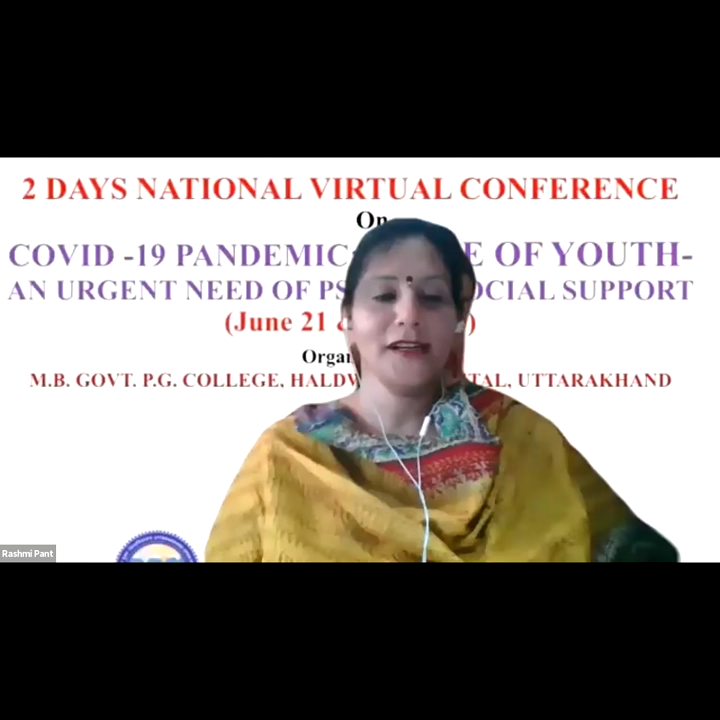 2 DAYS NATIONAL VIRTUAL CONFERENCE
On
COVID -19 PANDEMIC E OF YOUTH-
AN URGENT NEED OF PS OCIAL SUPPORT
(June 21 )
Organ
M.B. GOVT. P.G. COLLEGE, HALDW TAL, UTTARAKHAND
Rashmi Pant